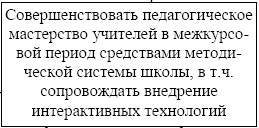 Совершенствовать педагогическое
мастерство учителей в межкурсо-
вой период средствами методи-
ческой системы школы, в т.ч.
сопровождать внедрение
интерактивных технологий